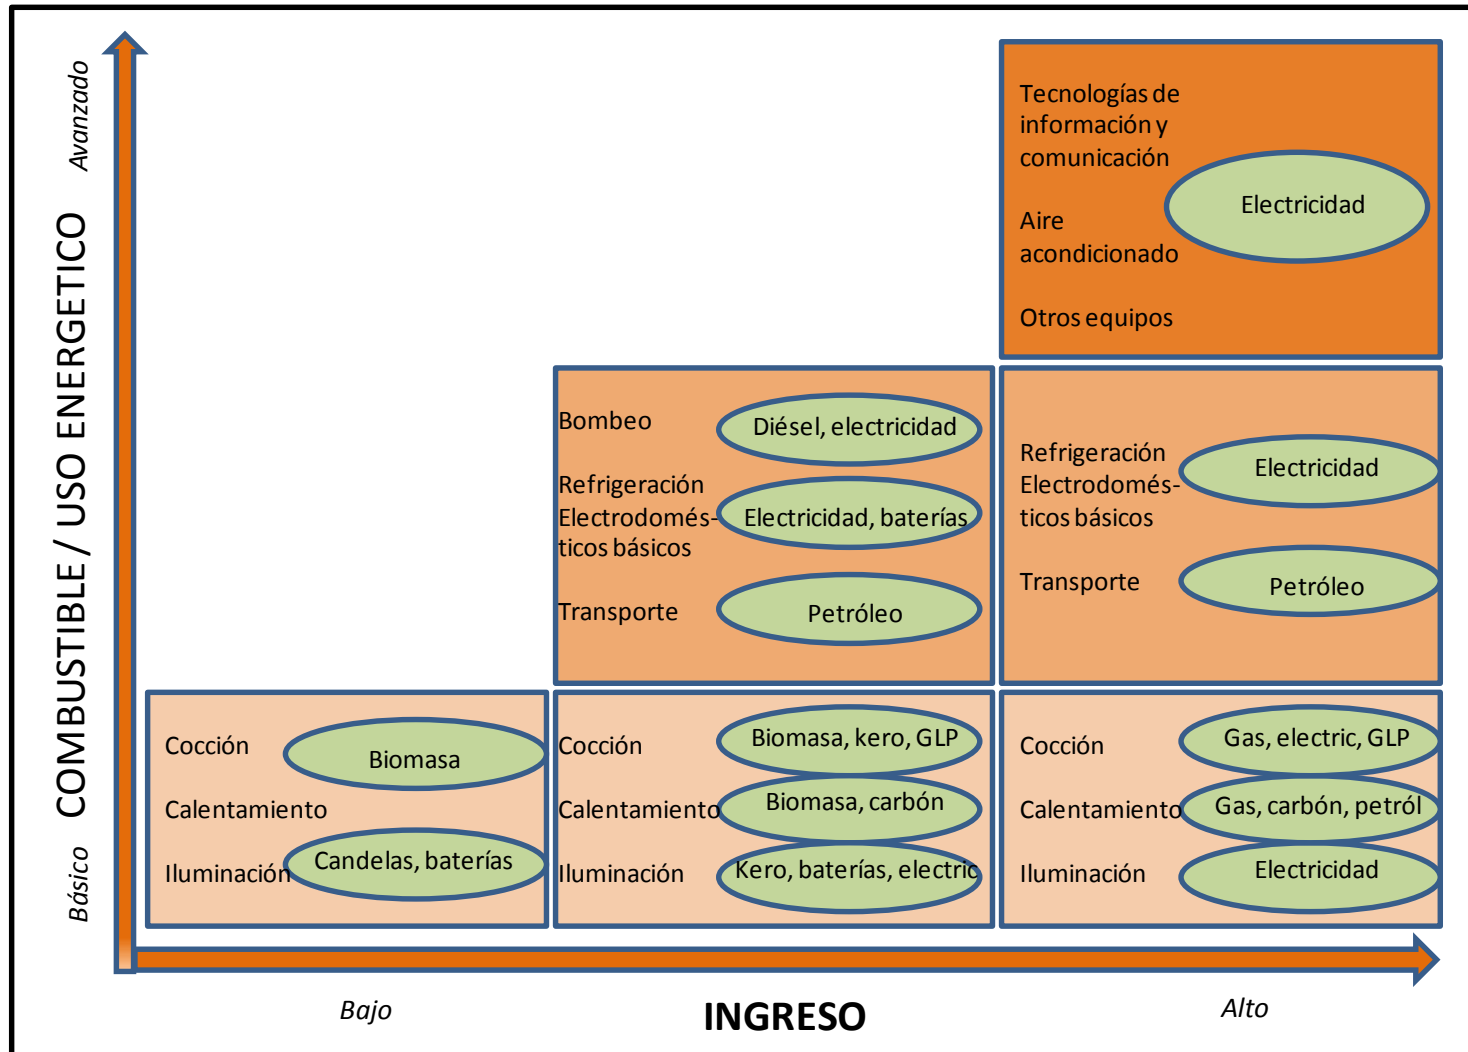 Avanzado
COMBUSTIBLE / USO ENERGETICO
Básico
Tecnologías de
información y
comunicación
Aire
acondicionado
Otros equipos
Electricidad
Bombeo
Diésel, electricidad
Refrigeración
Electrodomés-
ticos básicos
Electricidad, baterías
Transporte
Petróleo
Refrigeración
Electrodomés-
ticos básicos
Electricidad
Transporte
Petróleo
Cocción
Biomasa
Calentamiento
Iluminación
Candelas, baterías
Cocción
Biomasa, kero, GLP
Calentamiento
Biomasa, carbón
Iluminación
Kero, baterías, electric
Cocción
Gas, electric, GLP
Calentamiento
Gas, carbón, petról
Iluminación
Electricidad
Bajo
INGRESO
Alto